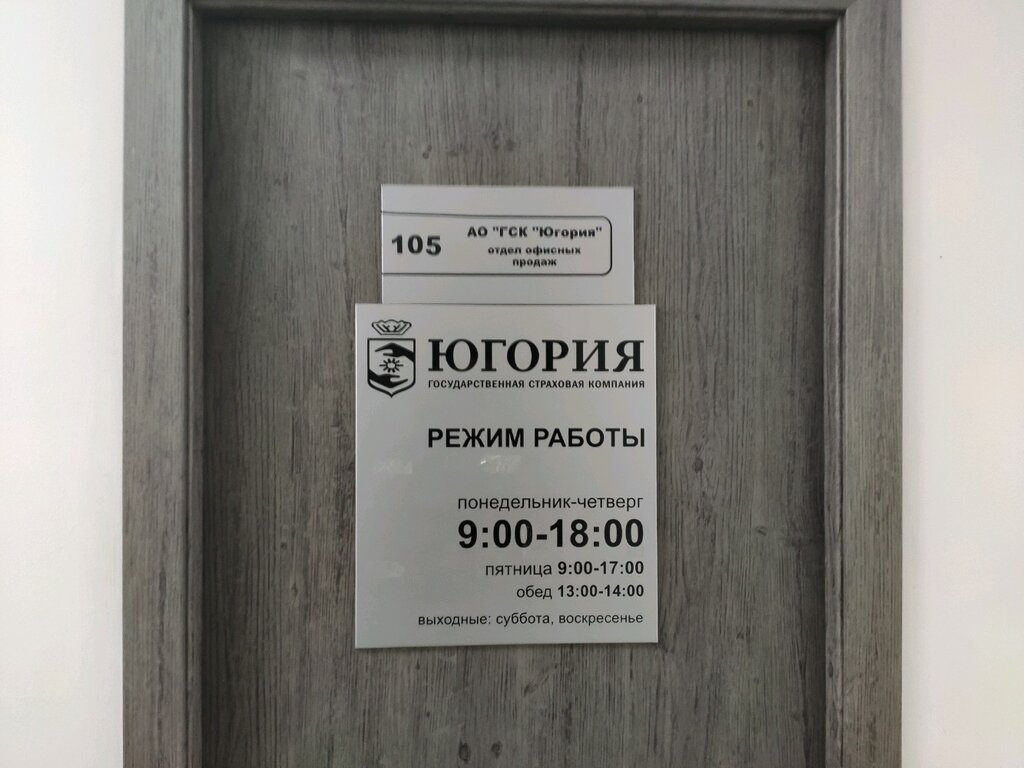 105
АО "ГСК "Югория"
отдел офисных
продаж
ЮГОРИЯ
ГОСУДАРСТВЕННАЯ СТРАХОВАЯ КОМПАНИЯ
РЕЖИМ РАБОТЫ
понедельник-четверг
9:00-18:00
пятница 9:00-17:00
обед 13:00-14:00
выходные: суббота, воскресенье